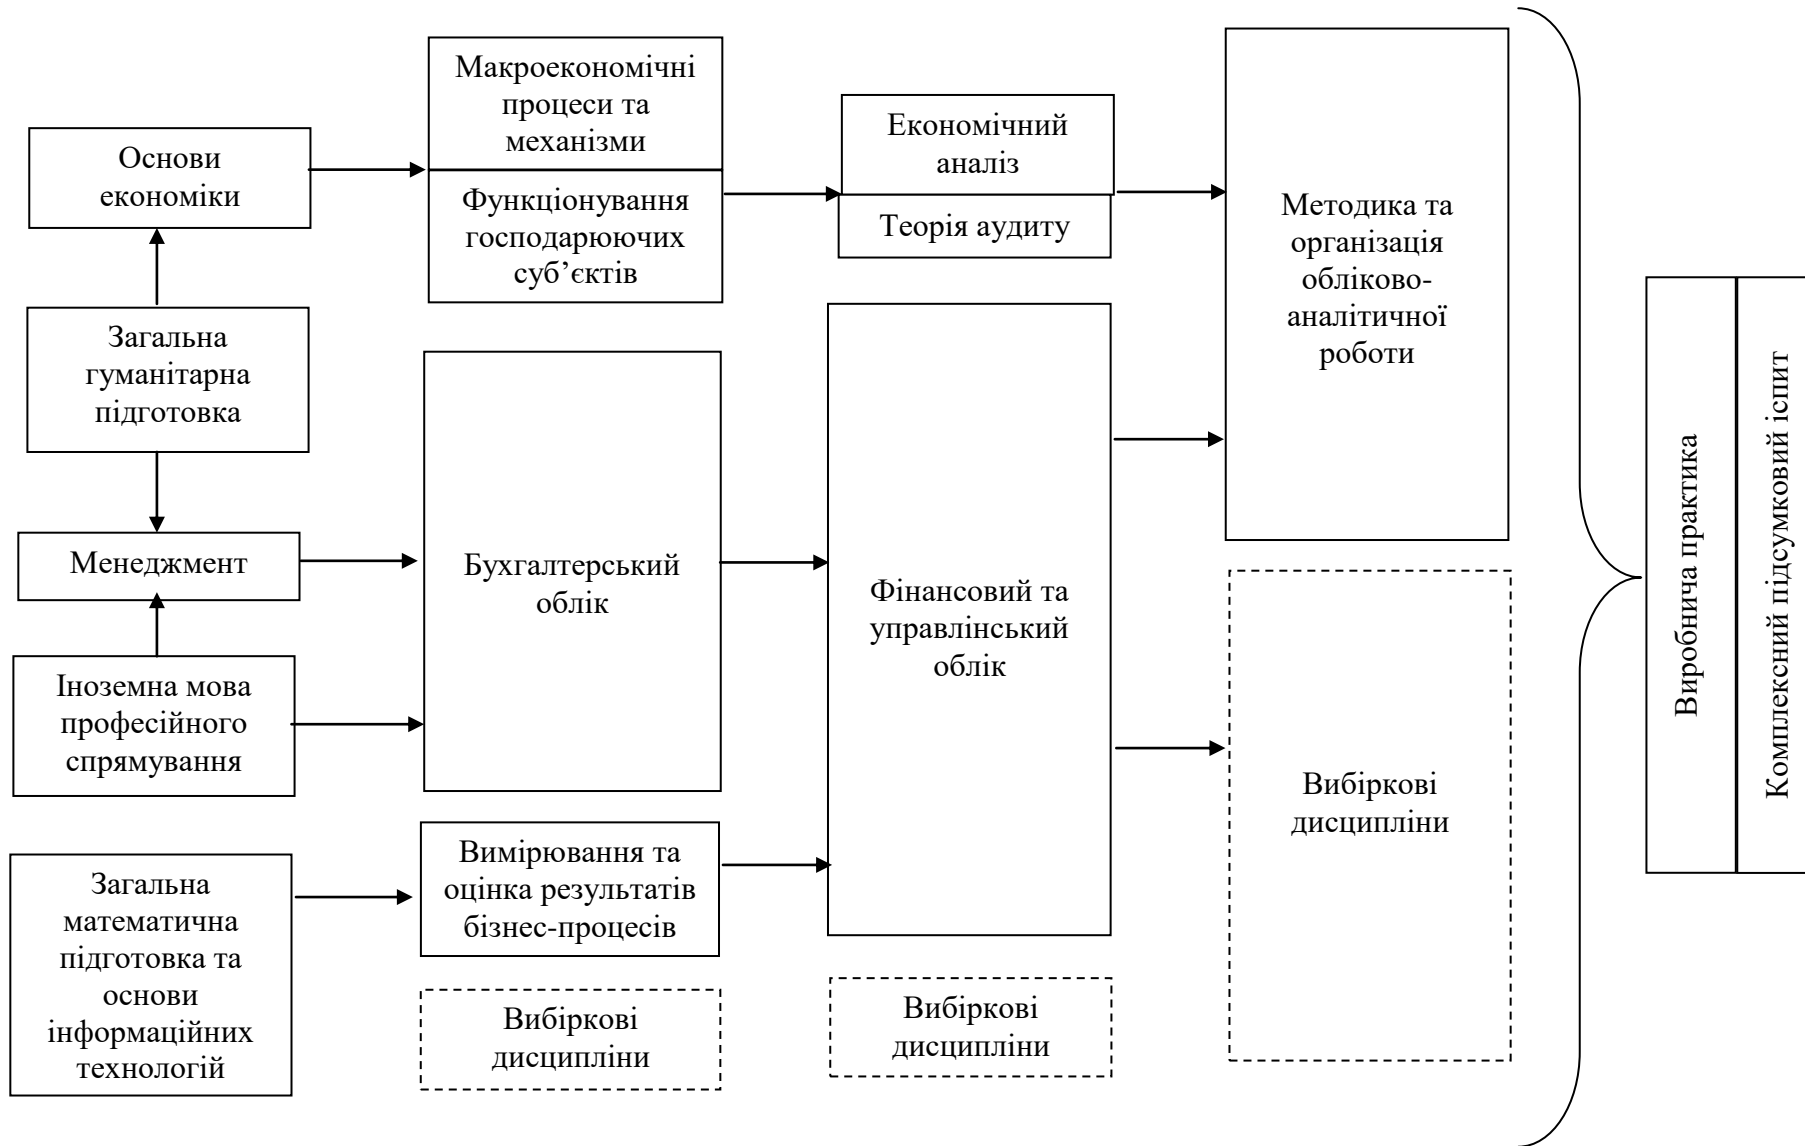 Основи
економіки
Загальна
гуманітарна
підготовка
Менеджмент
Іноземна мова
професійного
спрямування
Загальна
математична
підготовка та
основи
інформаційних
технологій
Макроекономічні
процеси та
механізми
Функціонування
господарюючих
суб’єктів
Бухгалтерський
облік
Вимірювання та
оцінка результатів
бізнес-процесів
Вибіркові
дисципліни
Економічний
аналіз
Теорія аудиту
Фінансовий та
управлінський
облік
Вибіркові
дисципліни
Методика та
організація
обліково-
аналітичної
роботи
Вибіркові
дисципліни
Виробнича практика
Комплексний підсумковий іспит